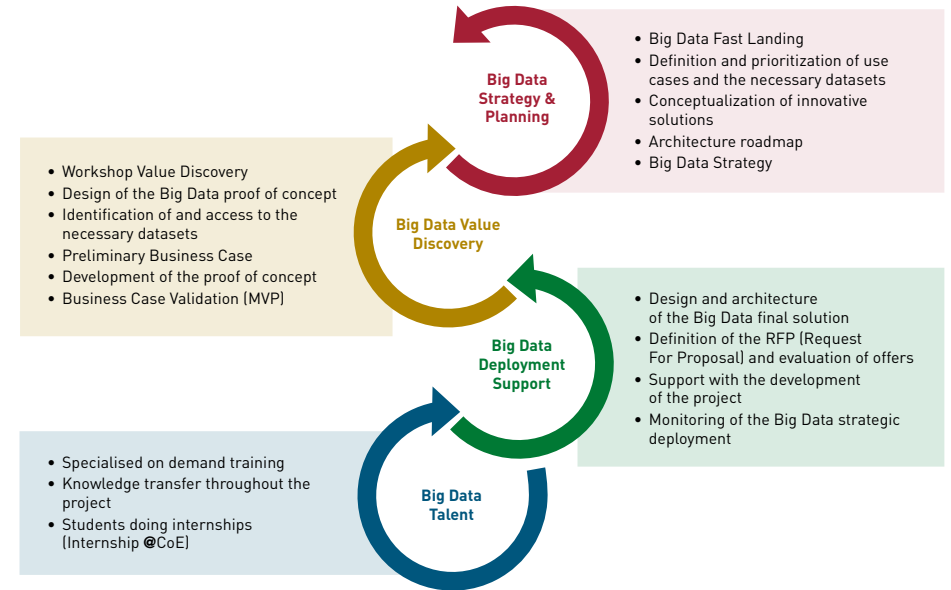 Big Data
Strategy &
Planning
• Big Data Fast Landing
• Definition and prioritization of use
cases and the necessary datasets
• Conceptualization of innovative
solutions
• Architecture roadmap
• Big Data Strategy
• Workshop Value Discovery
• Design of the Big Data proof of concept
• Identification of and access to the
necessary datasets
• Preliminary Business Case
• Development of the proof of concept
• Business Case Validation (MVP)
Big Data Value
Discovery
Big Data
Deployment
Support
• Design and architecture
of the Big Data final solution
• Definition of the RFP (Request
For Proposal) and evaluation of offers
• Support with the development
of the project
• Monitoring of the Big Data strategic
deployment
• Specialised on demand training
• Knowledge transfer throughout the
project
• Students doing internships
(Internship @CoE)
Big Data
Talent